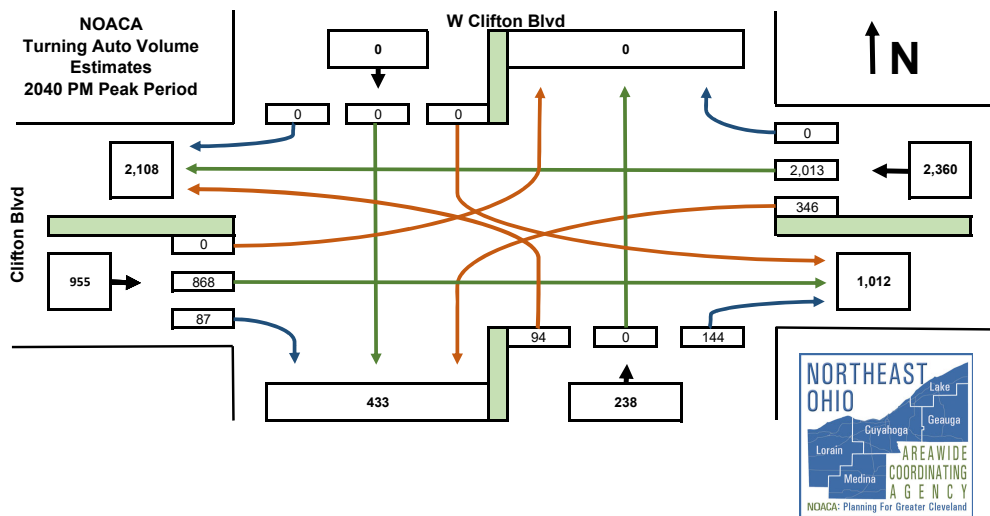 NOACA
Turning Auto Volume
Estimates
2040 PM Peak Period
W Clifton Blvd
N
0
0
0
0
0
0
2,108
2,013
2,360
346
Clifton Blvd
0
955
868
1,012
87
94
0
144
433
238
NORTHEAST
OHIO
Lake
Geauga
Cuyahoga
Lorain
Medina
AREAWIDE
COORDINATING
AGENCY
NOACA: Planning For Greater Cleveland